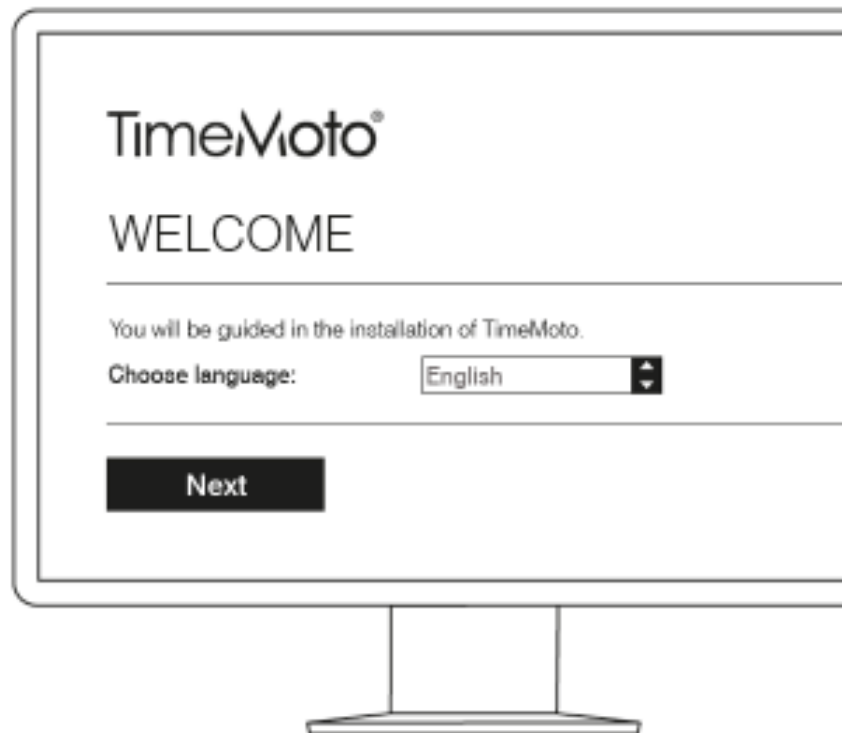 TimeMoto®
WELCOME
You will be guided in the installation of TimeMoto.
Choose language: English
Next